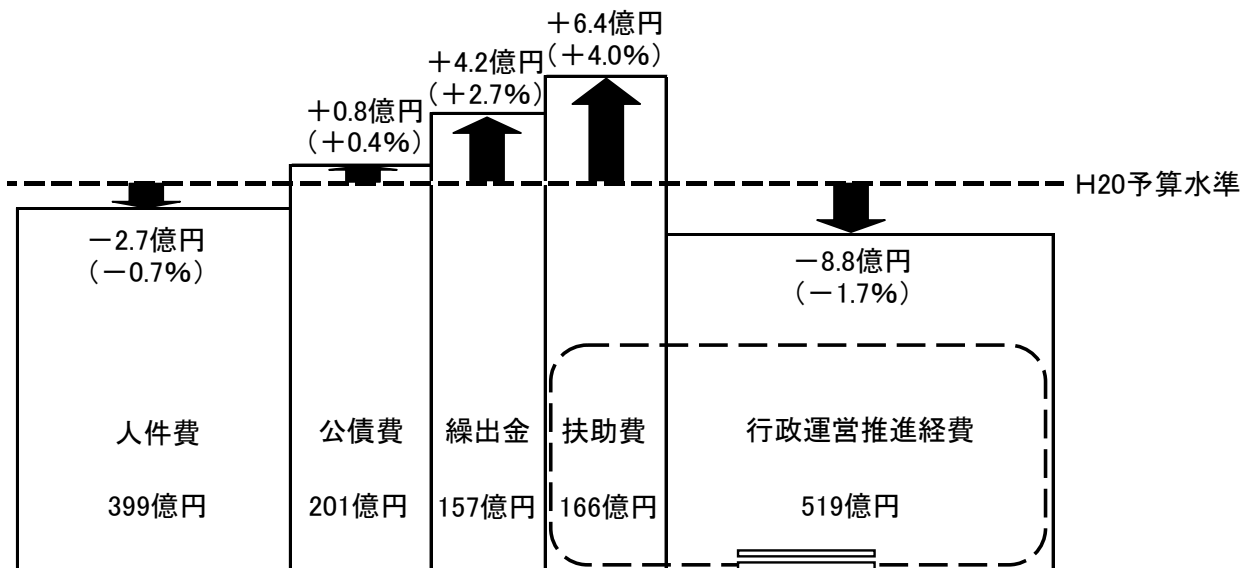 ＋6.4億円
（＋4.0%）
＋4.2億円
（＋2.7%）
＋0.8億円
（＋0.4%）
H20予算水準
－2.7億円
（－0.7%）
－8.8億円
（－1.7%）
人件費
公債費
繰出金
扶助費
行政運営推進経費
399億円
201億円
157億円
166億円
519億円